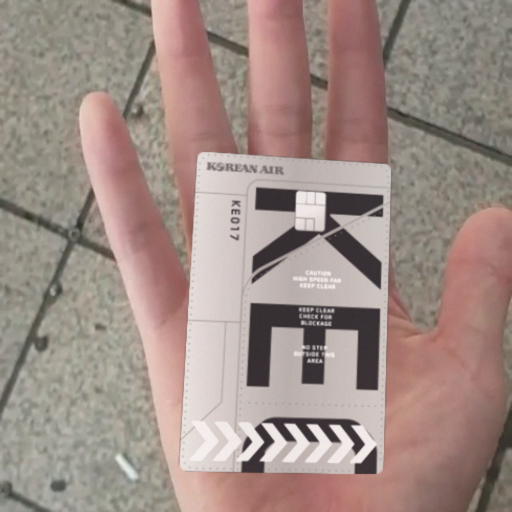 KOREAN AIR
KE017
KE
CAUTION
HIGH SPEED FAN
KEEP CLEAR
KEEP CLEAR
CHECK FOR
BLOCKAGE
NO STEP
OUTSIDE THIS
AREA